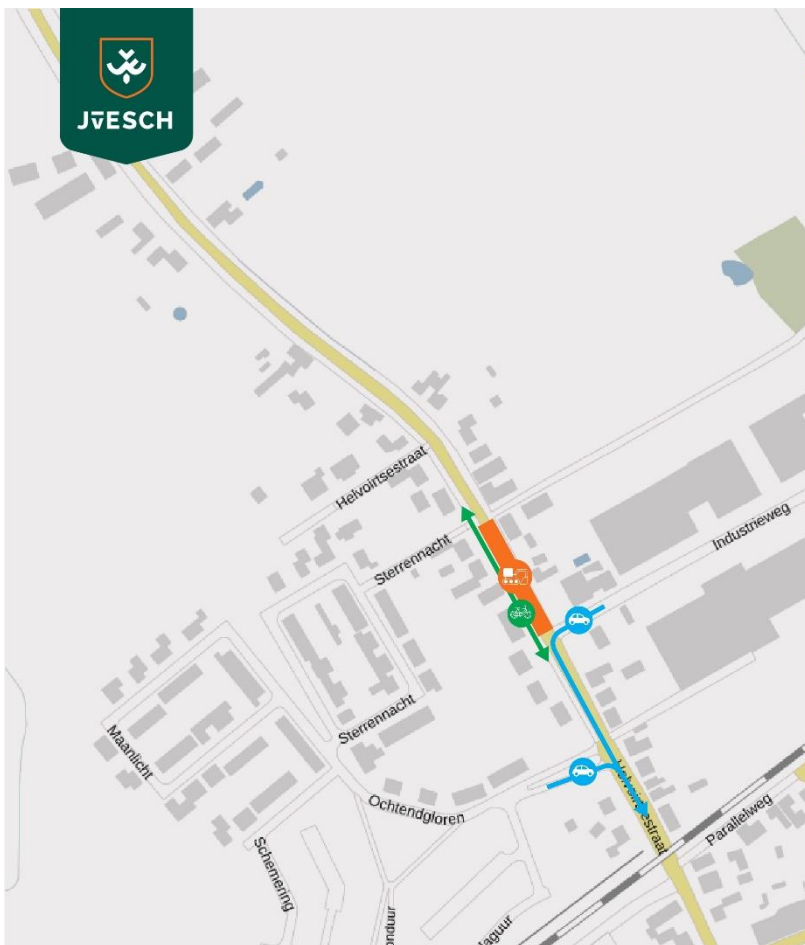 JvESCH
Helvoirtsestraat
Sterrennacht
Industrieweg
Sterrennacht
Maanlicht
Ochtendgloren
Helvoirtsestraat
Parallelweg
Schemering